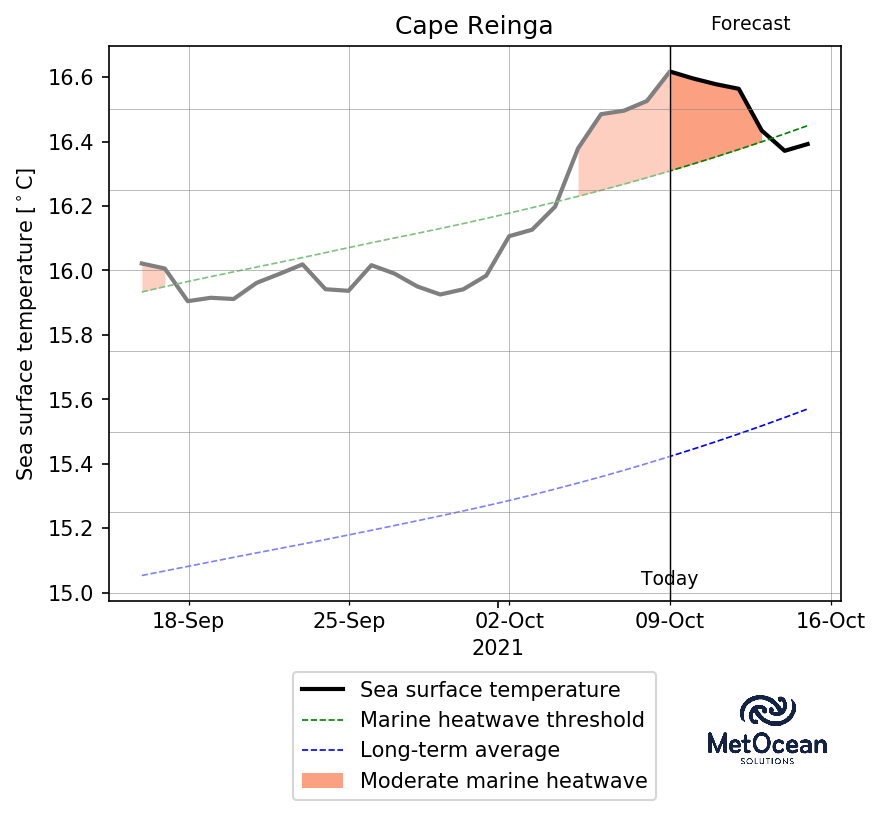 Cape Reinga
Forecast
Sea surface temperature [°C]
16.6
16.4
16.2
16.0
15.8
15.6
15.4
15.2
15.0
Today
18-Sep 25-Sep 02-Oct 09-Oct 16-Oct
2021
Sea surface temperature
Marine heatwave threshold
Long-term average
Moderate marine heatwave
MetOcean
SOLUTIONS